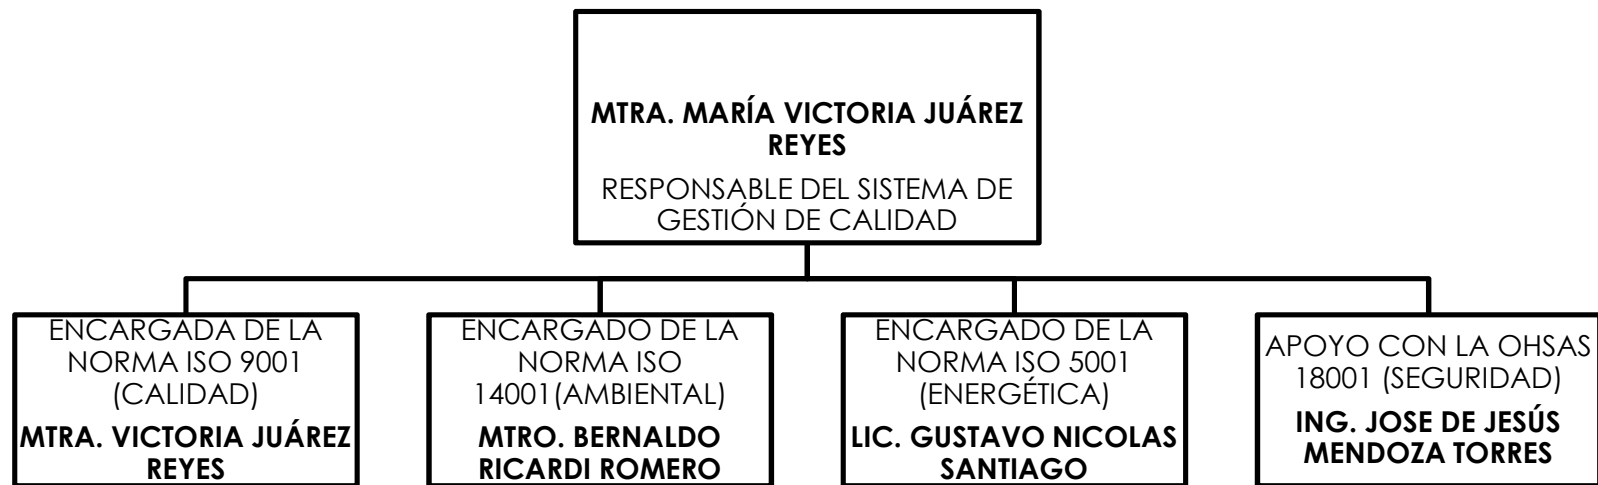 MTRA. MARÍA VICTORIA JUÁREZ
REYES
RESPONSABLE DEL SISTEMA DE
GESTIÓN DE CALIDAD
ENCARGADA DE LA
NORMA ISO 9001
(CALIDAD)
MTRA. VICTORIA JUÁREZ
REYES
ENCARGADO DE LA
NORMA ISO
14001(AMBIENTAL)
MTRO. BERNALDO
RICARDI ROMERO
ENCARGADO DE LA
NORMA ISO 5001
(ENERGÉTICA)
LIC. GUSTAVO NICOLAS
SANTIAGO
APOYO CON LA OHSAS
18001 (SEGURIDAD)
ING. JOSE DE JESÚS
MENDOZA TORRES